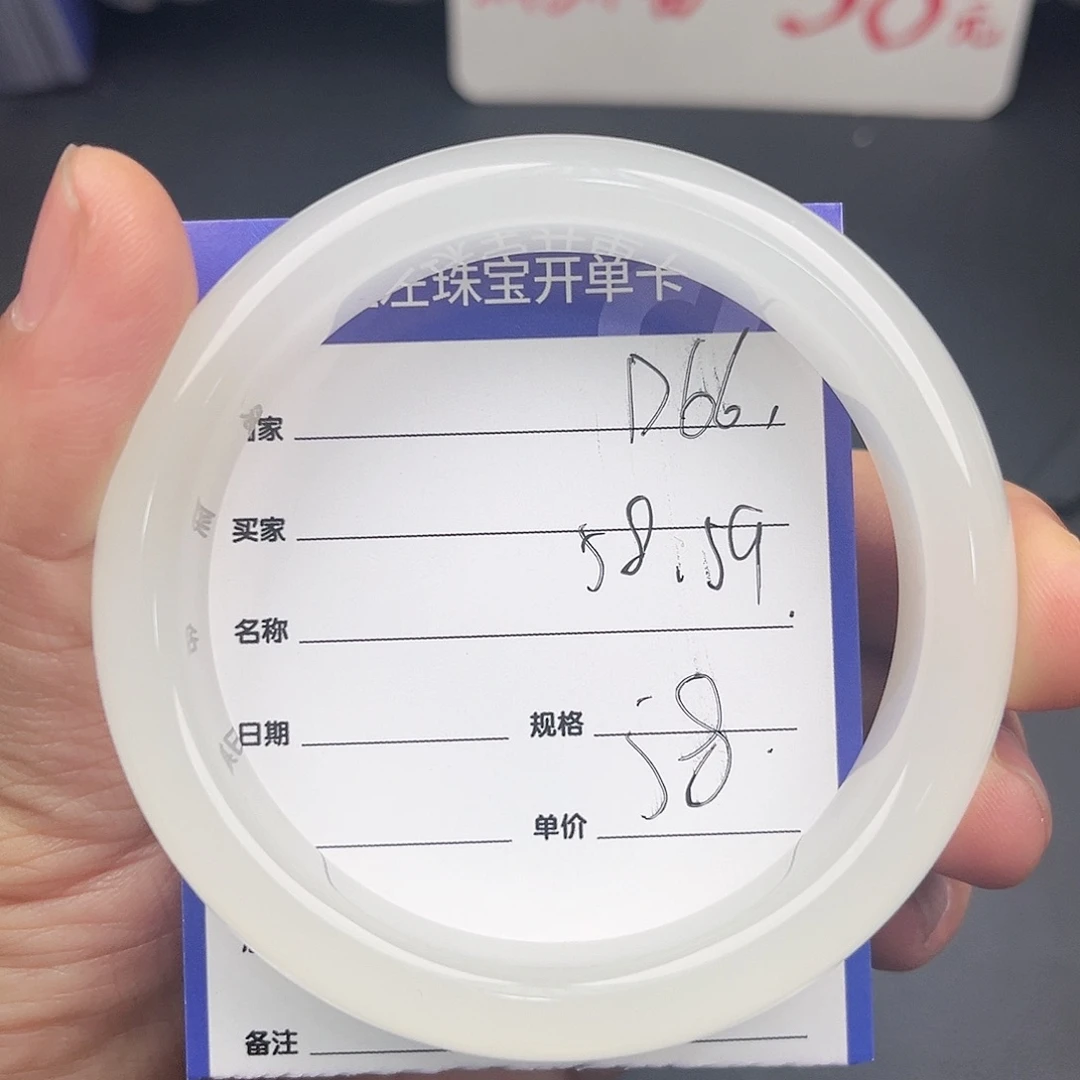 元
珠宝开单卡
家 D66.
买家 58.59.
名称
日期 规格 58.
单价
备注